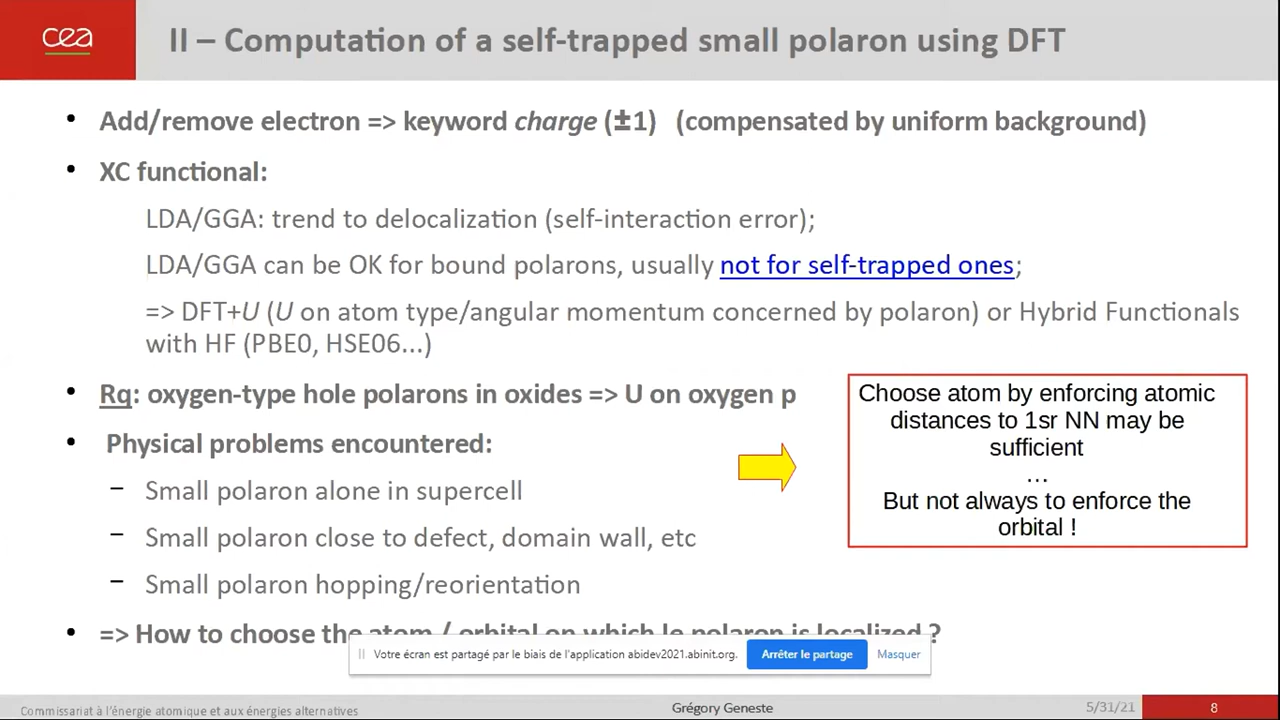 cea
II – Computation of a self-trapped small polaron using DFT
• Add/remove electron => keyword charge (±1) (compensated by uniform background)
• XC functional:
LDA/GGA: trend to delocalization (self-interaction error);
LDA/GGA can be OK for bound polarons, usually not for self-trapped ones;
=> DFT+U (U on atom type/angular momentum concerned by polaron) or Hybrid Functionals
with HF (PBE0, HSE06...)
• Rq: oxygen-type hole polarons in oxides => U on oxygen p
• Physical problems encountered:
– Small polaron alone in supercell
– Small polaron close to defect, domain wall, etc
– Small polaron hopping/reorientation
• => How to choose the atom / orbital on which le polaron is localized ?
Choose atom by enforcing atomic
distances to 1sr NN may be
sufficient
...
But not always to enforce the
orbital !
Votre écran est partagé par le biais de l'application abidev2021.abinit.org.
Arrêter le partage
Masquer
Commissariat à l'énergie atomique et aux énergies alternatives
Grégory Geneste
5/31/21
8